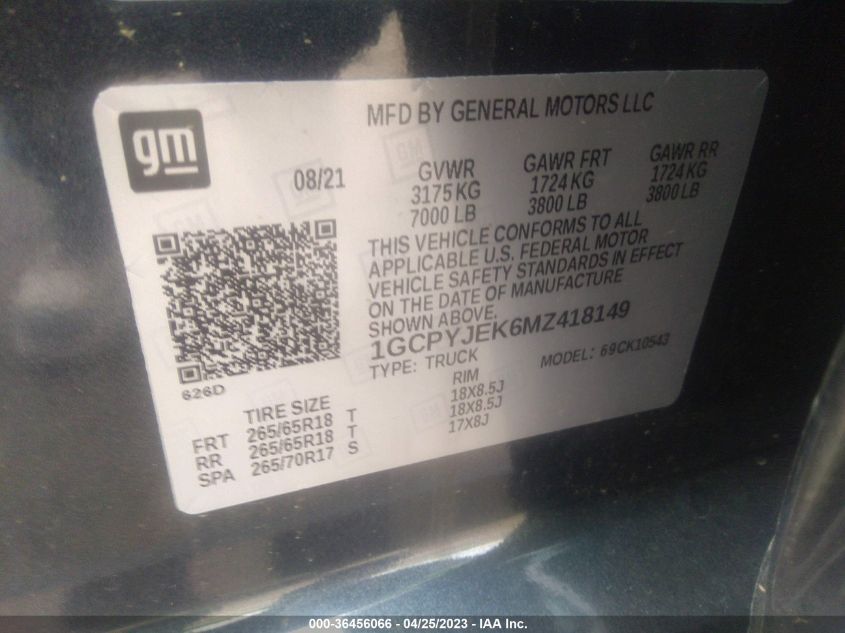 gm
MFD BY GENERAL MOTORS LLC
08/21
GVWR GAWR FRT GAWR RR
3175 KG 1724 KG 1724 KG
7000 LB 3800 LB 3800 LB
THIS VEHICLE CONFORMS TO ALL
APPLICABLE U.S. FEDERAL MOTOR
VEHICLE SAFETY STANDARDS IN EFFECT
ON THE DATE OF MANUFACTURE
SHOWN ABOVE.
1GCPYJEK6MZ418149
TYPE: TRUCK MODEL: 69CK10543
626D
TIRE SIZE RIM
FRT 265/65R18 T 18X8.5J
RR 265/65R18 T 18X8.5J
SPA 265/70R17 S 17X8J
000-36456066 - 04/25/2023 - IAA Inc.